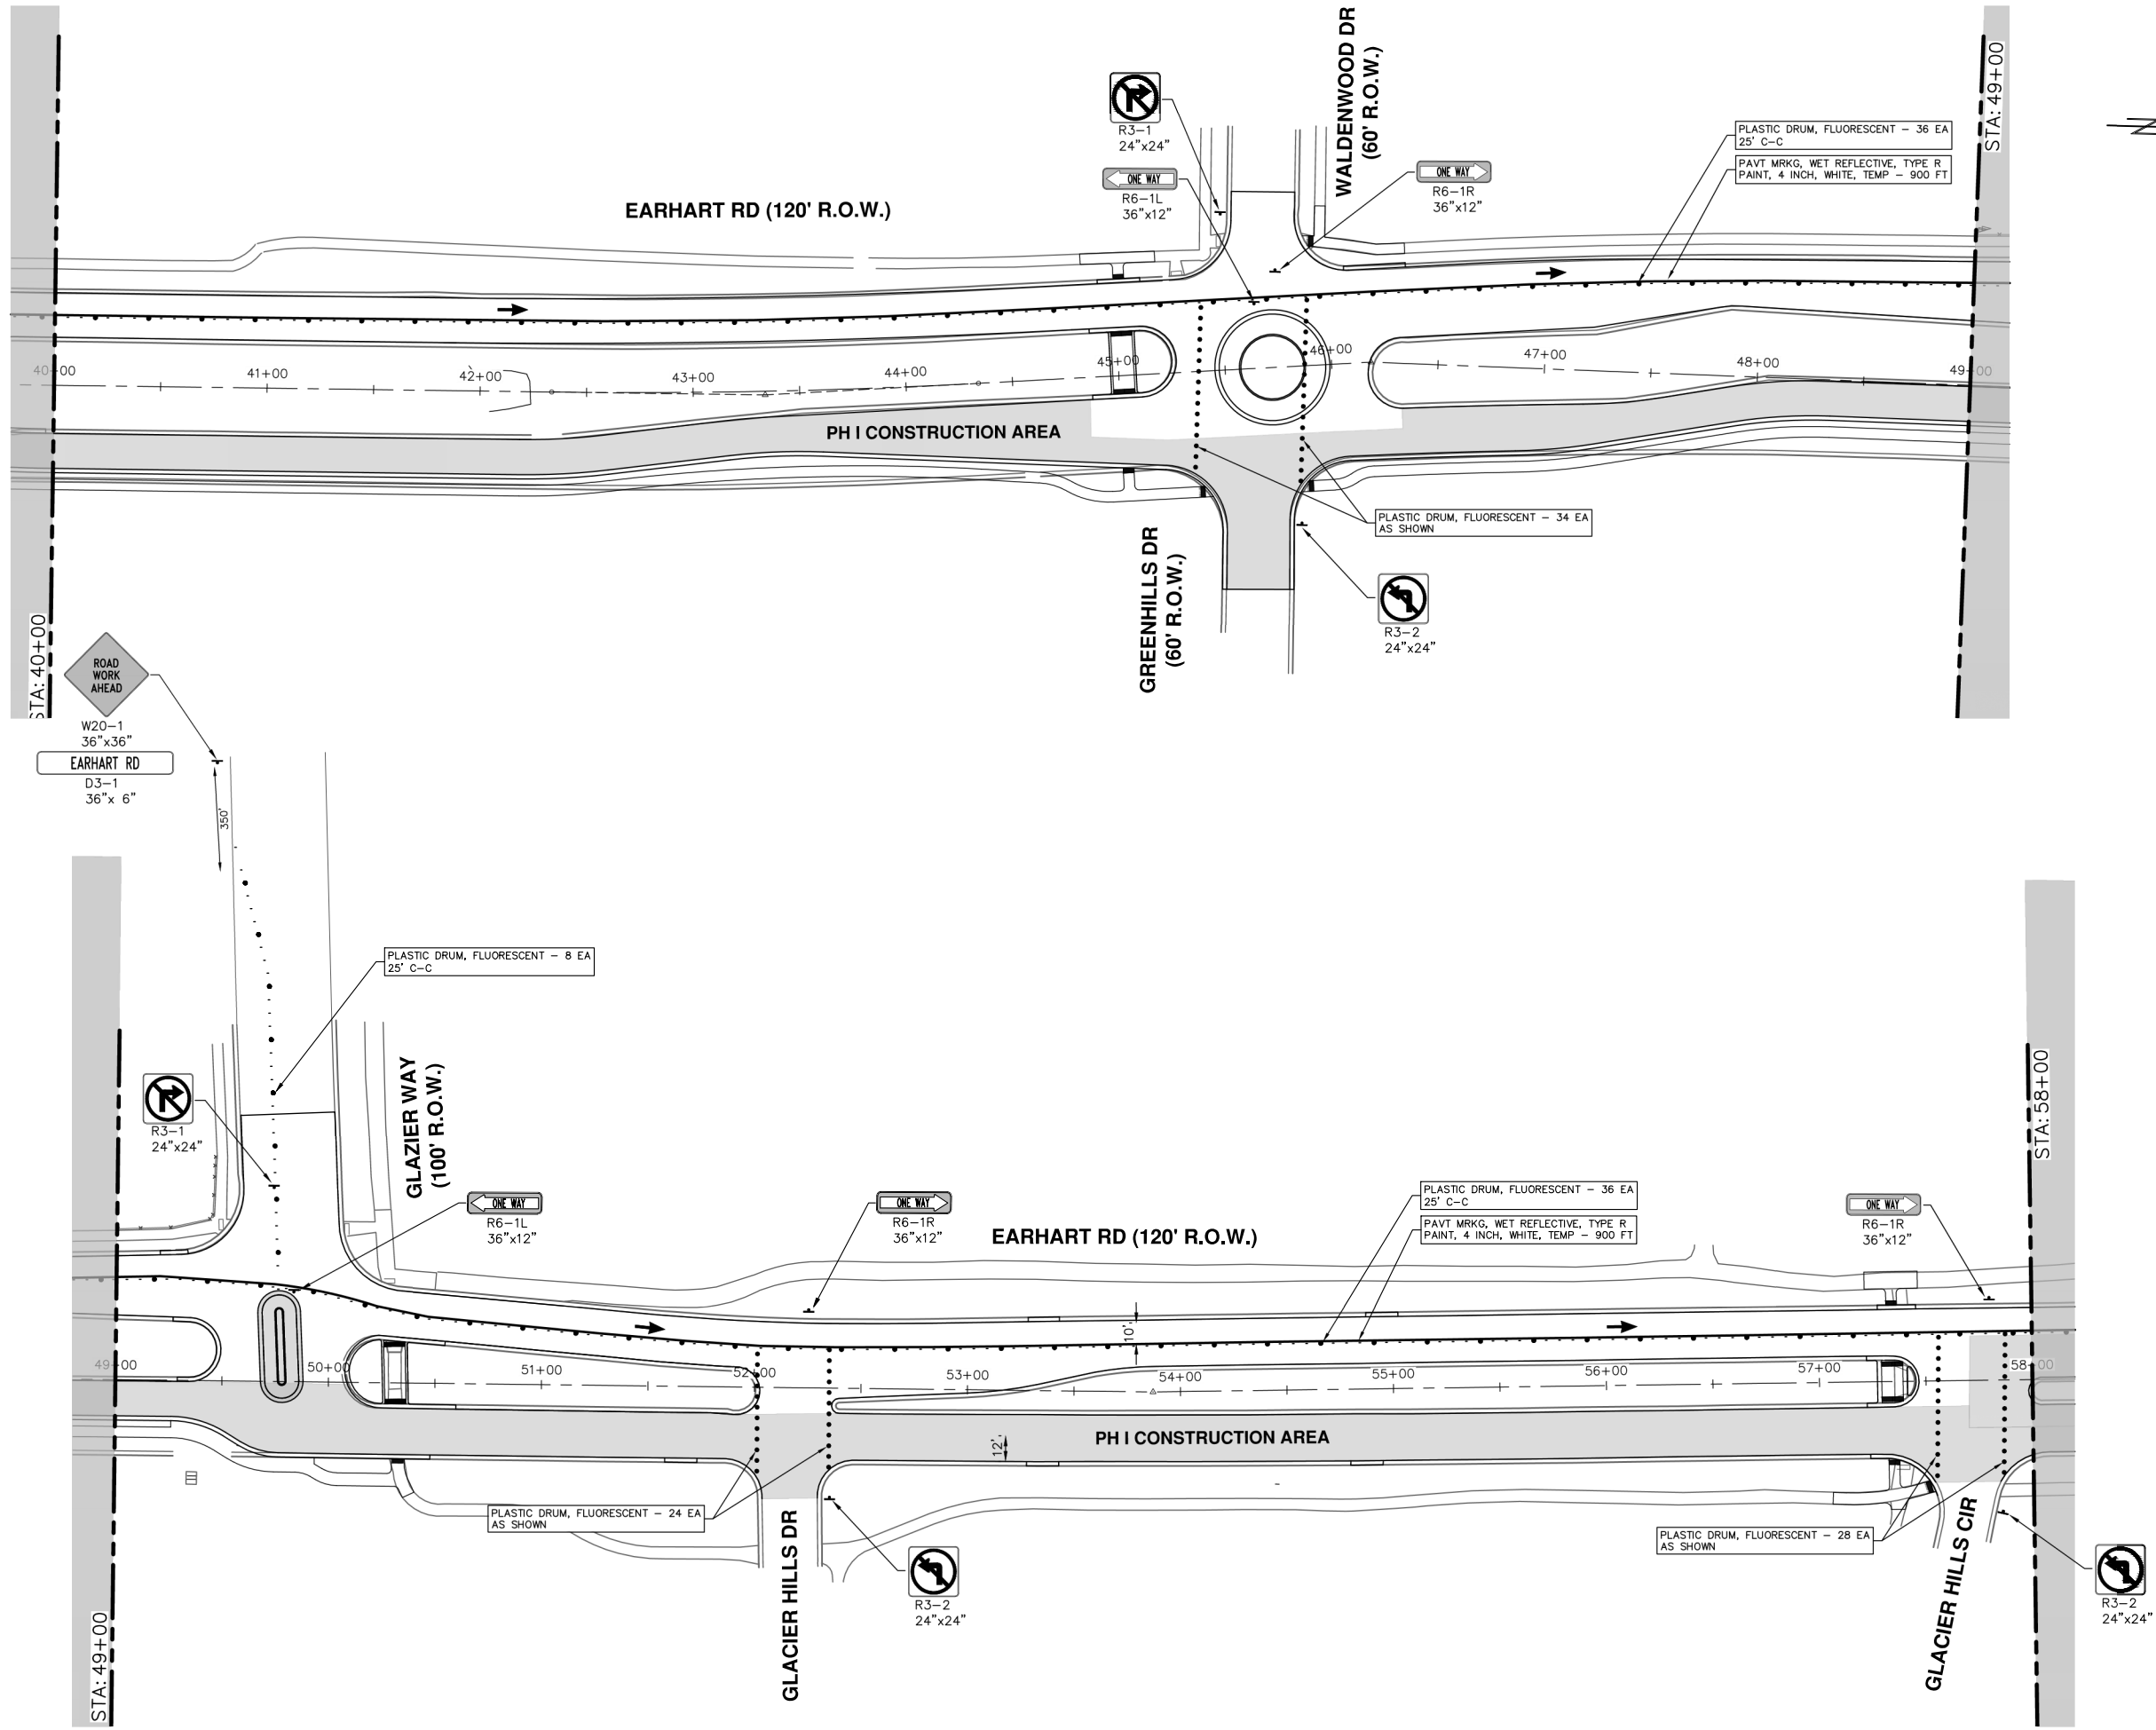 WALDENWOOD DR
(60' R.O.W.)
STA: 49+00
R3-1
24"x24"
ONE WAY
R6-1L
36"x12"
ONE WAY
R6-1R
36"x12"
PLASTIC DRUM, FLUORESCENT - 36 EA
25' C-C
PAVT MRKG, WET REFLECTIVE, TYPE R
PAINT, 4 INCH, WHITE, TEMP - 900 FT
EARHART RD (120' R.O.W.)
40+00
41+00
42+00
43+00
44+00
45+00
46+00
47+00
48+00
49+00
PH I CONSTRUCTION AREA
PLASTIC DRUM, FLUORESCENT - 34 EA
AS SHOWN
GREENHILLS DR
(60' R.O.W.)
R3-2
24"x24"
STA: 40+00
ROAD
WORK
AHEAD
W20-1
36"x36"
EARHART RD
D3-1
36"x 6"
350'
PLASTIC DRUM, FLUORESCENT - 8 EA
25' C-C
R3-1
24"x24"
GLAZIER WAY
(100' R.O.W.)
STA: 58+00
ONE WAY
R6-1L
36"x12"
ONE WAY
R6-1R
36"x12"
EARHART RD (120' R.O.W.)
PLASTIC DRUM, FLUORESCENT - 36 EA
25' C-C
PAVT MRKG, WET REFLECTIVE, TYPE R
PAINT, 4 INCH, WHITE, TEMP - 900 FT
ONE WAY
R6-1R
36"x12"
10'
49+00
50+00
51+00
52+00
53+00
54+00
55+00
56+00
57+00
58+00
12'
PH I CONSTRUCTION AREA
PLASTIC DRUM, FLUORESCENT - 24 EA
AS SHOWN
GLACIER HILLS DR
R3-2
24"x24"
PLASTIC DRUM, FLUORESCENT - 28 EA
AS SHOWN
GLACIER HILLS CIR
R3-2
24"x24"
STA: 49+00